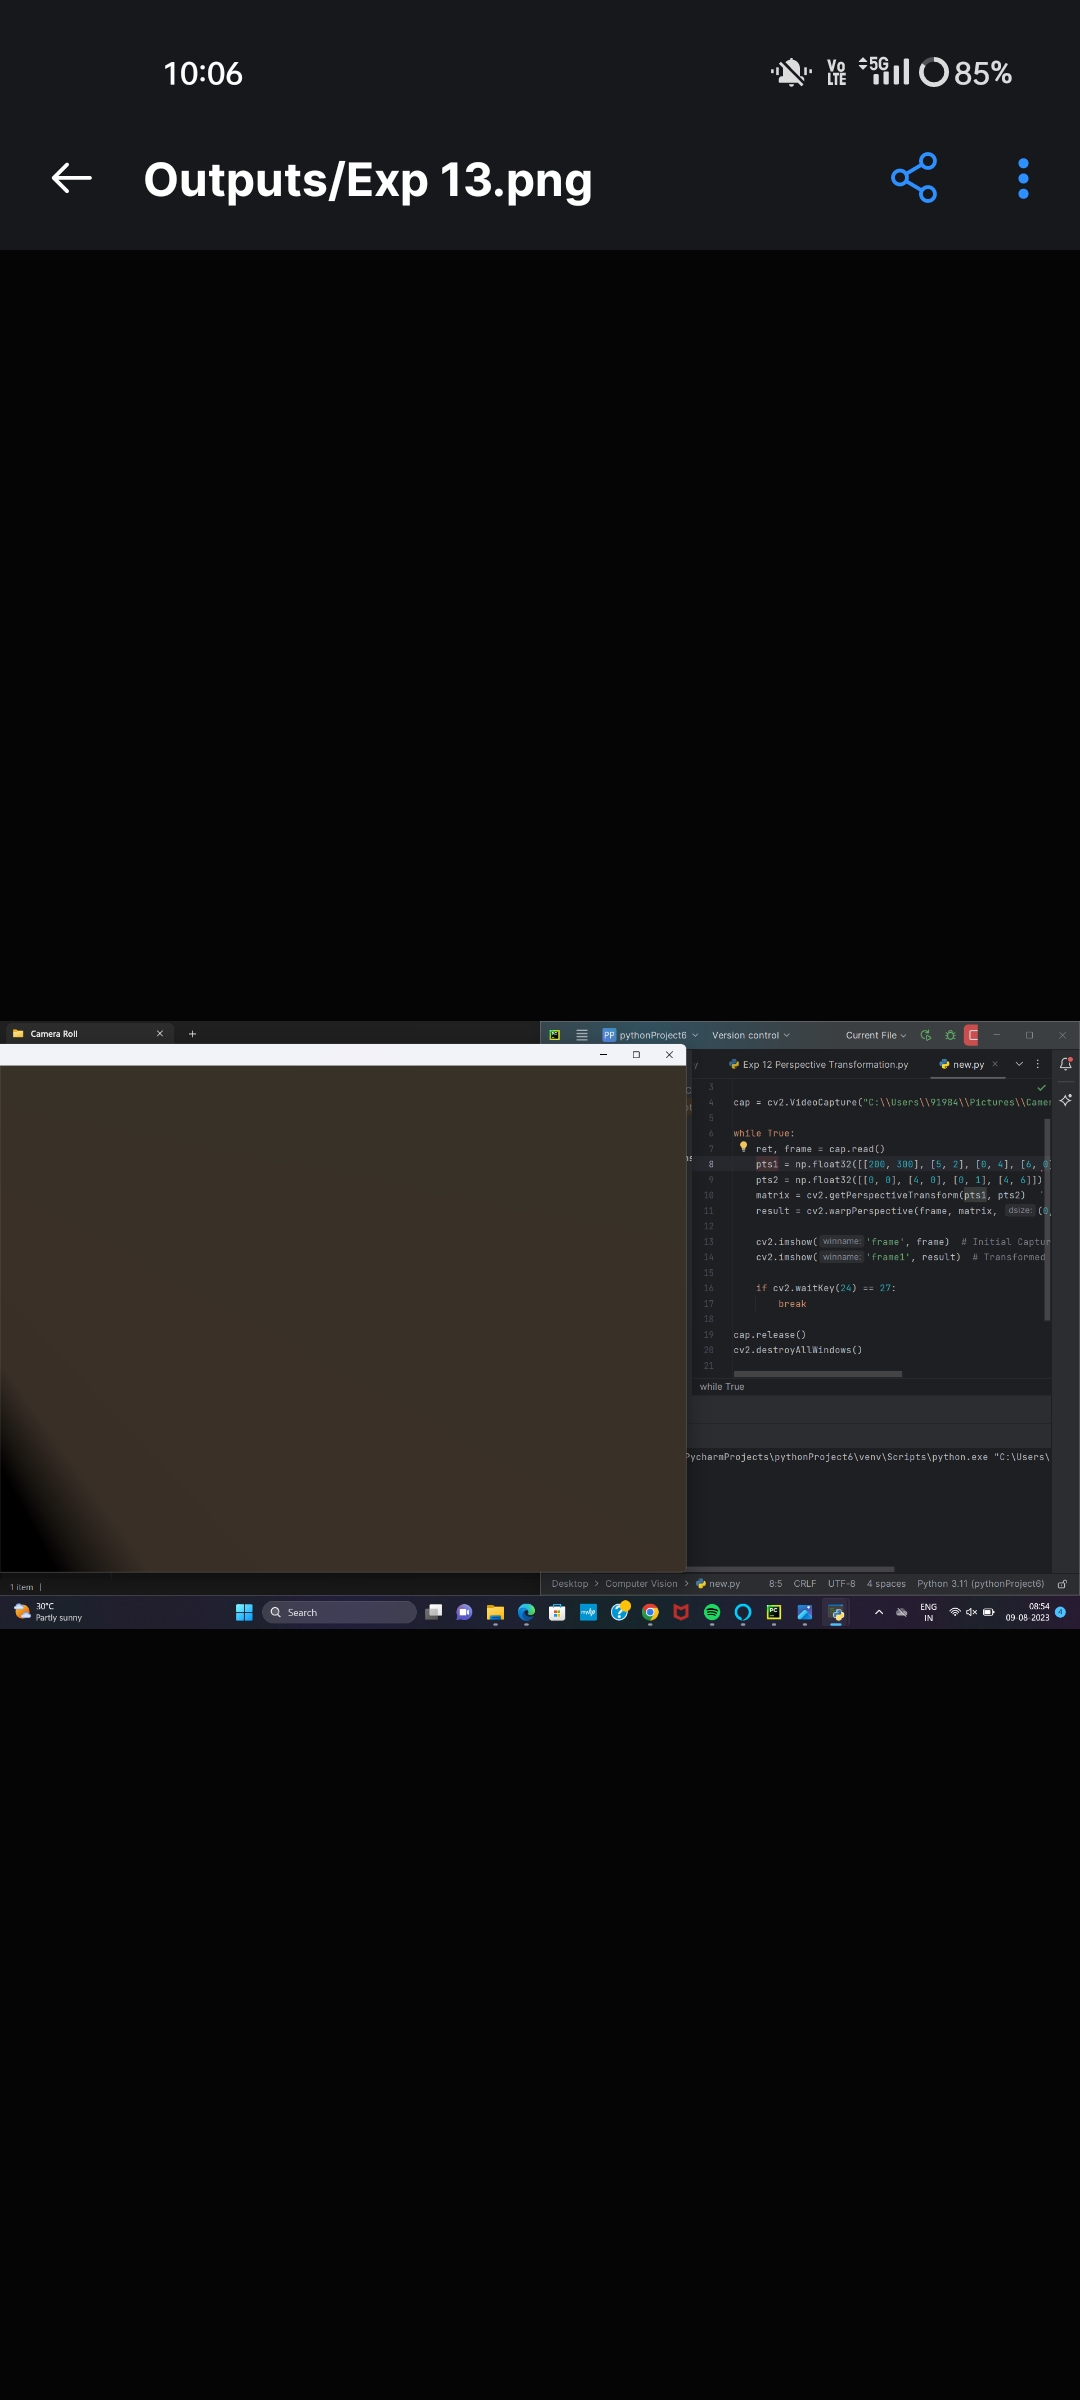 10:06
Vo LTE 5G 85%
Outputs/Exp 13.png
Camera Roll
PP pythonProject6 Version control Current File
Exp 12 Perspective Transformation.py new.py
3
4 cap = cv2.VideoCapture("C:\\Users\\91984\\Pictures\\Came
5
6 while True:
7 ret, frame = cap.read()
8 pts1 = np.float32([[200, 300], [5, 2], [0, 4], [6, 0
9 pts2 = np.float32([[0, 0], [4, 0], [0, 1], [4, 6]])
10 matrix = cv2.getPerspectiveTransform(pts1, pts2)
11 result = cv2.warpPerspective(frame, matrix, dsize: (0,
12
13 cv2.imshow( winname: 'frame', frame) # Initial Captur
14 cv2.imshow( winname: 'frame1', result) # Transformed
15
16 if cv2.waitKey(24) == 27:
17 break
18
19 cap.release()
20 cv2.destroyAllWindows()
21
while True
PycharmProjects\pythonProject6\venv\Scripts\python.exe "C:\Users\
1 item
Desktop > Computer Vision > new.py 8:5 CRLF UTF-8 4 spaces Python 3.11 (pythonProject6)
30°C
Partly sunny
Search
ENG
IN
08:54
09-08-2023
4